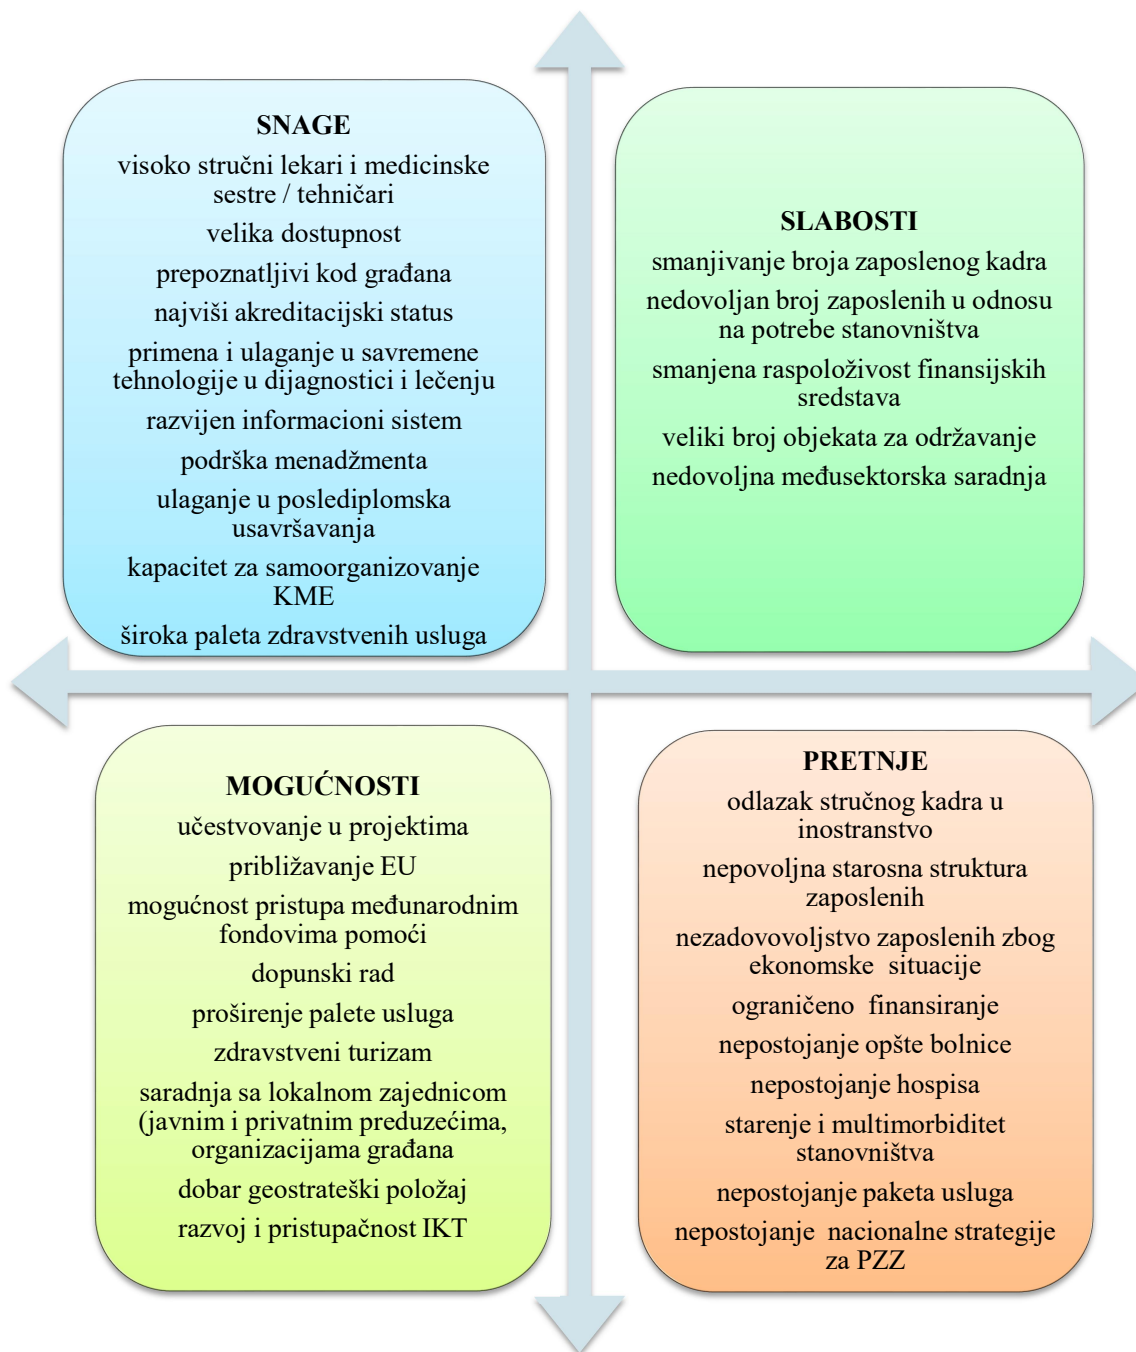 SNAGE
visoko stručni lekari i medicinske
sestre / tehničari
velika dostupnost
prepoznatljivi kod građana
najviši akreditacijski status
primena i ulaganje u savremene
tehnologije u dijagnostici i lečenju
razvijen informacioni sistem
podrška menadžmenta
ulaganje u poslediplomska
usavršavanja
kapacitet za samoorganizovanje
KME
široka paleta zdravstvenih usluga
SLABOSTI
smanjivanje broja zaposlenog kadra
nedovoljan broj zaposlenih u odnosu
na potrebe stanovništva
smanjena raspoloživost finansijskih
sredstava
veliki broj objekata za održavanje
nedovoljna međusektorska saradnja
MOGUĆNOSTI
učestvovanje u projektima
približavanje EU
mogućnost pristupa međunarodnim
fondovima pomoći
dopunski rad
proširenje palete usluga
zdravstveni turizam
saradnja sa lokalnom zajednicom
(javnim i privatnim preduzećima,
organizacijama građana
dobar geostrateški položaj
razvoj i pristupačnost IKT
PRETNJE
odlazak stručnog kadra u
inostranstvo
nepovoljna starosna struktura
zaposlenih
nezadovovoljstvo zaposlenih zbog
ekonomske situacije
ograničeno finansiranje
nepostojanje opšte bolnice
nepostojanje hospisa
starenje i multimorbiditet
stanovništva
nepostojanje paketa usluga
nepostojanje nacionalne strategije
za PZZ